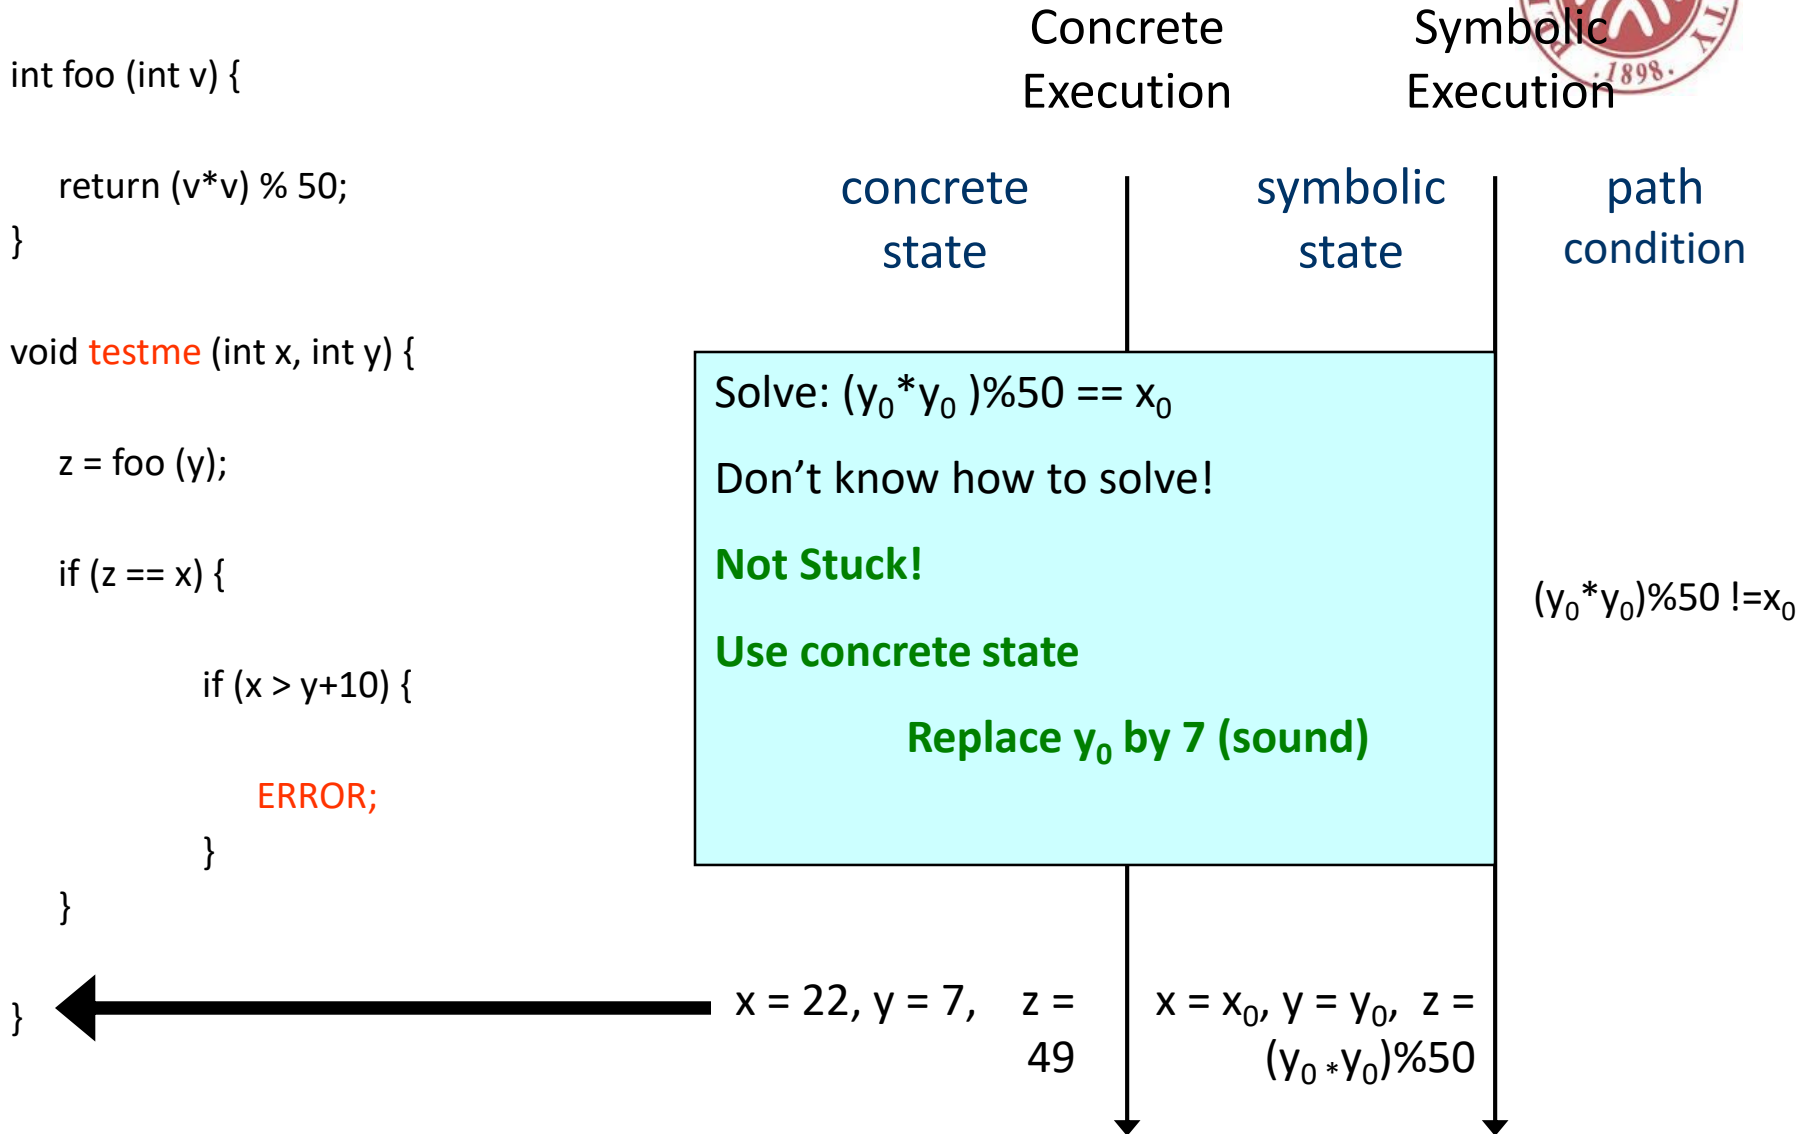 Concrete
Execution
Symbolic
Execution
·1898·
int foo (int v) {
return (v*v) % 50;
}
void testme (int x, int y) {
z = foo (y);
if (z == x) {
if (x > y+10) {
ERROR;
}
}
}
concrete
state
symbolic
state
path
condition
Solve: (y₀*y₀ )%50 == x₀
Don’t know how to solve!
Not Stuck!
Use concrete state
Replace y₀ by 7 (sound)
(y₀*y₀)%50 !=x₀
x = 22, y = 7, z =
49
x = x₀, y = y₀, z =
(y₀ *y₀)%50